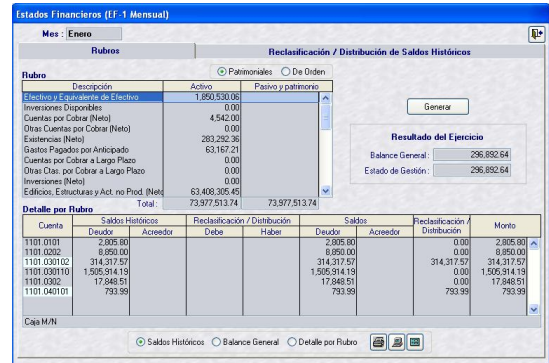 Estados Financieros (EF-1 Mensual)
Mes : Enero
Rubros Reclasificación / Distribución de Saldos Históricos
Rubro Patrimoniales De Orden
Descripción Activo Pasivo y patrimonio
Efectivo y Equivalente de Efectivo 1,850,530.06
Inversiones Disponibles 0.00
Cuentas por Cobrar (Neto) 4,542.00
Otras Cuentas por Cobrar (Neto) 0.00
Existencias (Neto) 283,292.36
Gastos Pagados por Anticipado 63,167.21
Cuentas por Cobrar a Largo Plazo 0.00
Otras Ctas. por Cobrar a Largo Plazo 0.00
Inversiones (Neto) 0.00
Edificios, Estructuras y Act. no Prod. (Neto 63,408,305.45
Total : 73,977,513.74 73,977,513.74
Generar
Resultado del Ejercicio
Balance General : 296,892.64
Estado de Gestión : 296,892.64
Detalle por Rubro
Cuenta Saldos Históricos Reclasificación / Distribución Saldos Reclasificación / Distribución Monto
Deudor Acreedor Debe Haber Deudor Acreedor
1101.0101 2,805.80 2,805.80 0.00 2,805.80
1101.0202 8,850.00 8,850.00 0.00 8,850.00
1101.030102 314,317.57 314,317.57 314,317.57 314,317.57
1101.030110 1,505,914.19 1,505,914.19 0.00 1,505,914.19
1101.0302 17,848.51 17,848.51 0.00 17,848.51
1101.040101 793.99 793.99 793.99 793.99
Caja M/N
Saldos Históricos Balance General Detalle por Rubro